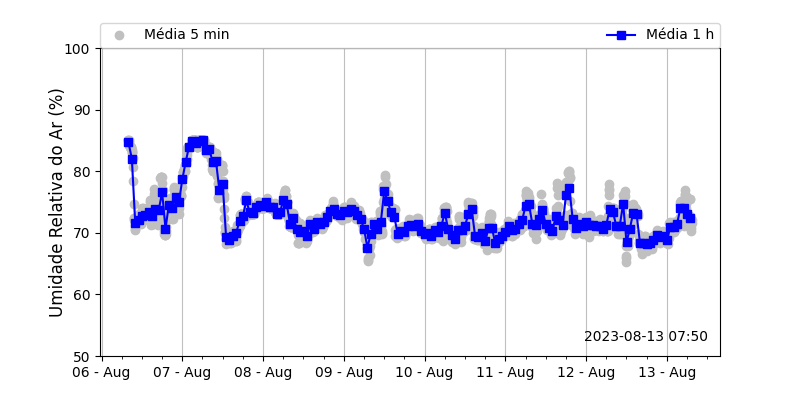 Média 5 min
Média 1 h
Umidade Relativa do Ar (%)
100
90
80
70
60
50
2023-08-13 07:50
06 - Aug
07 - Aug
08 - Aug
09 - Aug
10 - Aug
11 - Aug
12 - Aug
13 - Aug